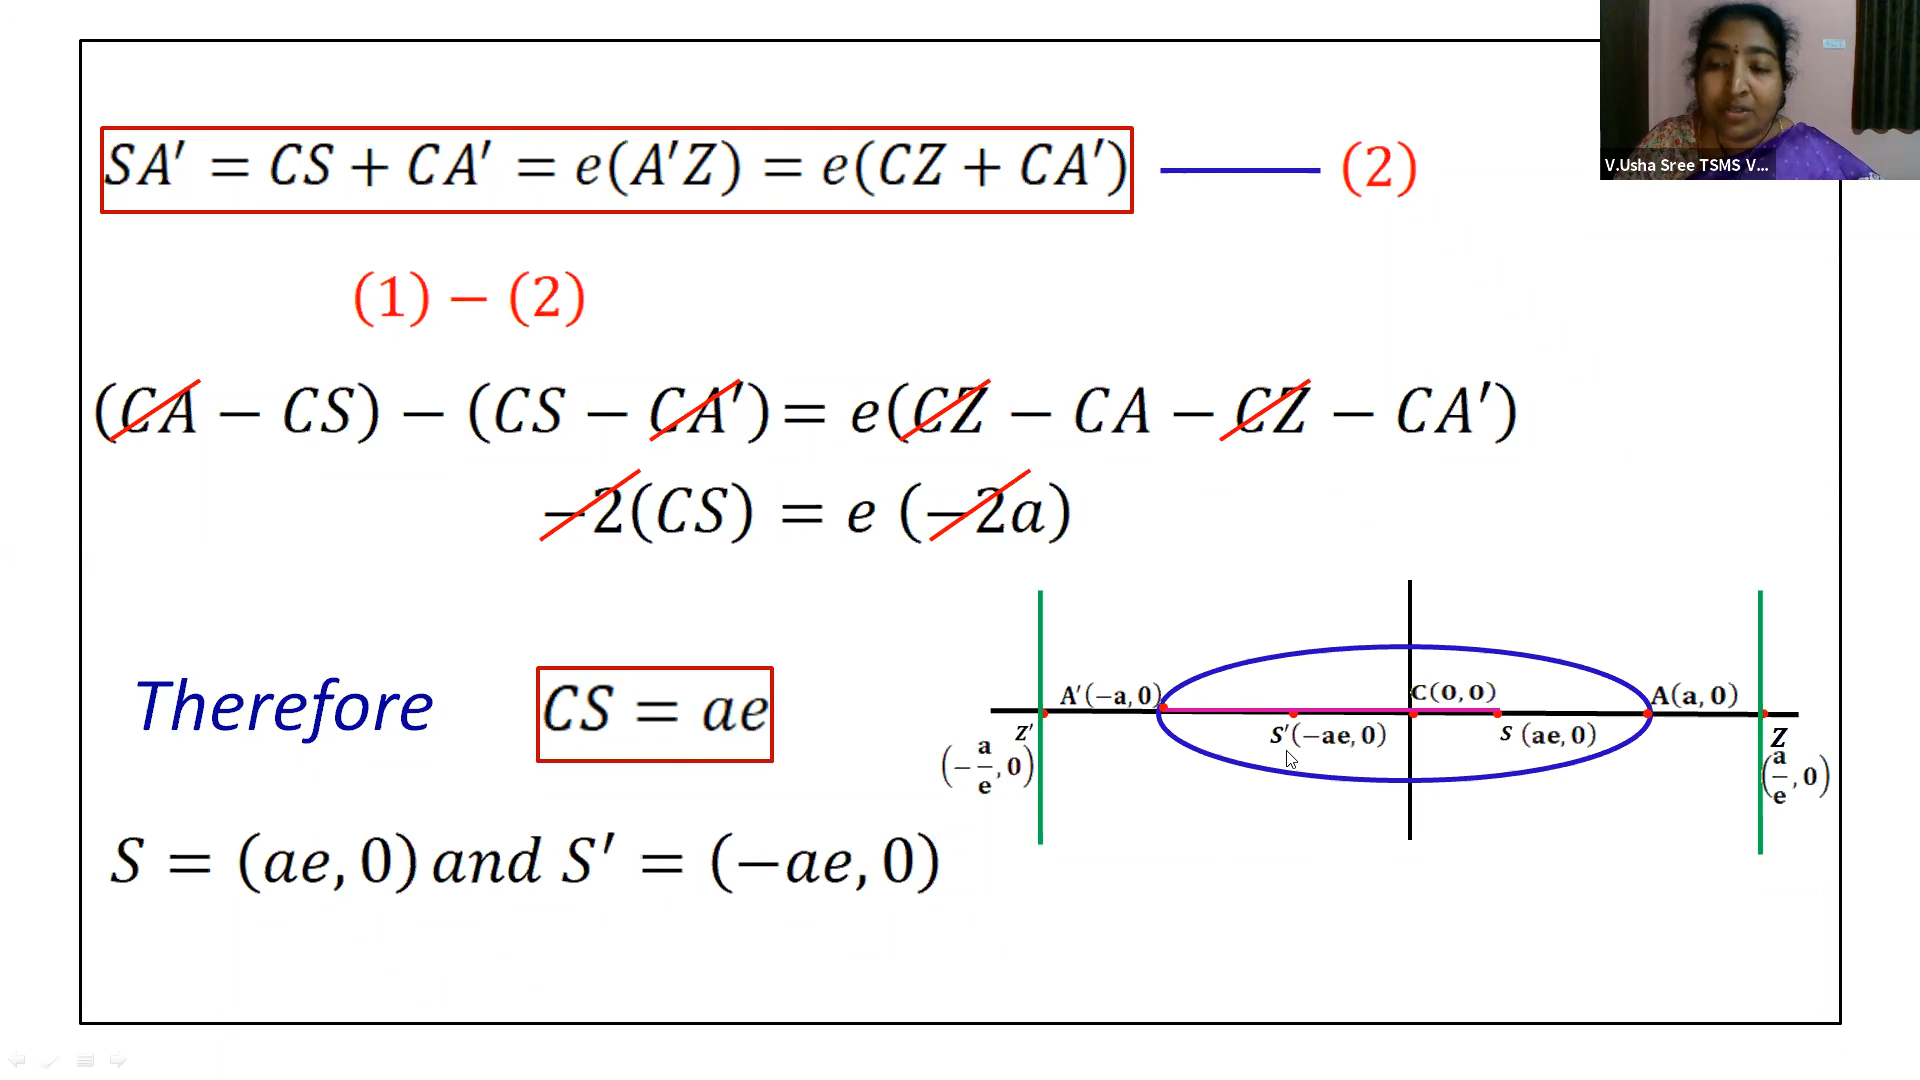 SA′ = CS + CA′ = e(A′Z) = e(CZ + CA′) (2)
V.Usha Sree TSMS V...
(1) − (2)
(CA − CS) − (CS − CA′) = e(CZ − CA − CZ − CA′)
−2(CS) = e (−2a)
Therefore CS = ae
S = (ae, 0) and S′ = (−ae, 0)
A′(−a, 0) C(0, 0) A(a, 0)
Z′ S′(−ae, 0) S (ae, 0) Z
(−a/e, 0) (a/e, 0)